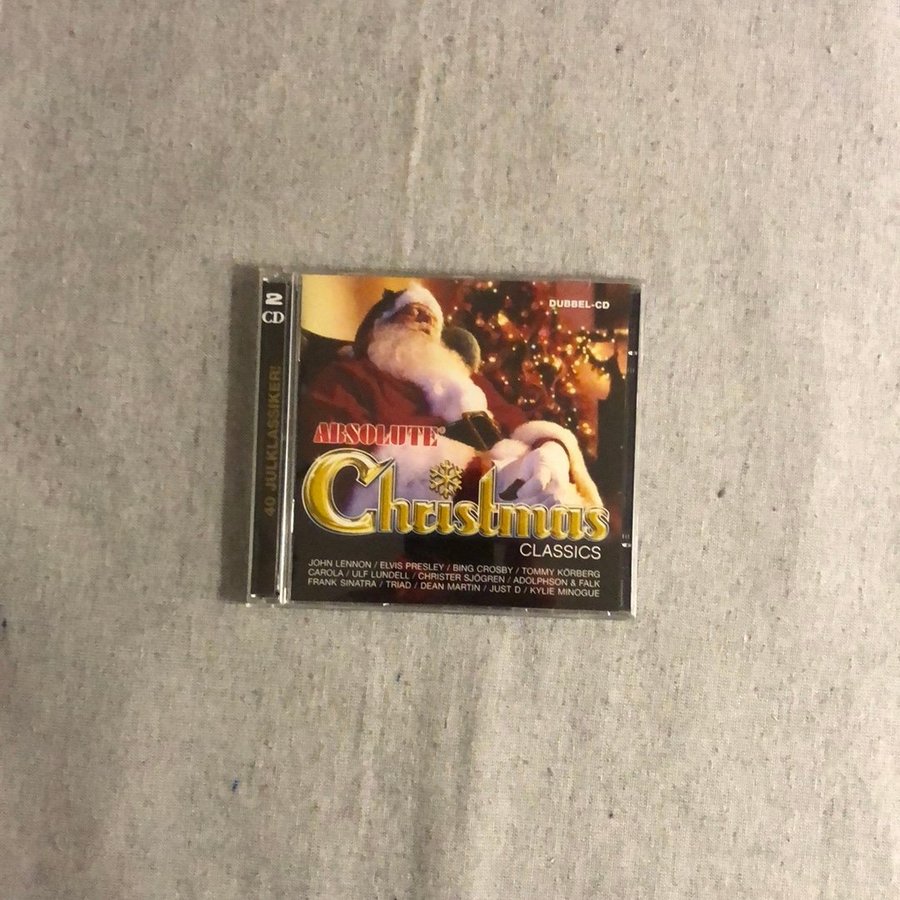 2
CD
40 JULKLASSIKER!
DUBBEL-CD
ABSOLUTE®
Christmas
CLASSICS
JOHN LENNON / ELVIS PRESLEY / BING CROSBY / TOMMY KÖRBERG
CAROLA / ULF LUNDELL / CHRISTER SJÖGREN / ADOLPHSON & FALK
FRANK SINATRA / TRIAD / DEAN MARTIN / JUST D / KYLIE MINOGUE